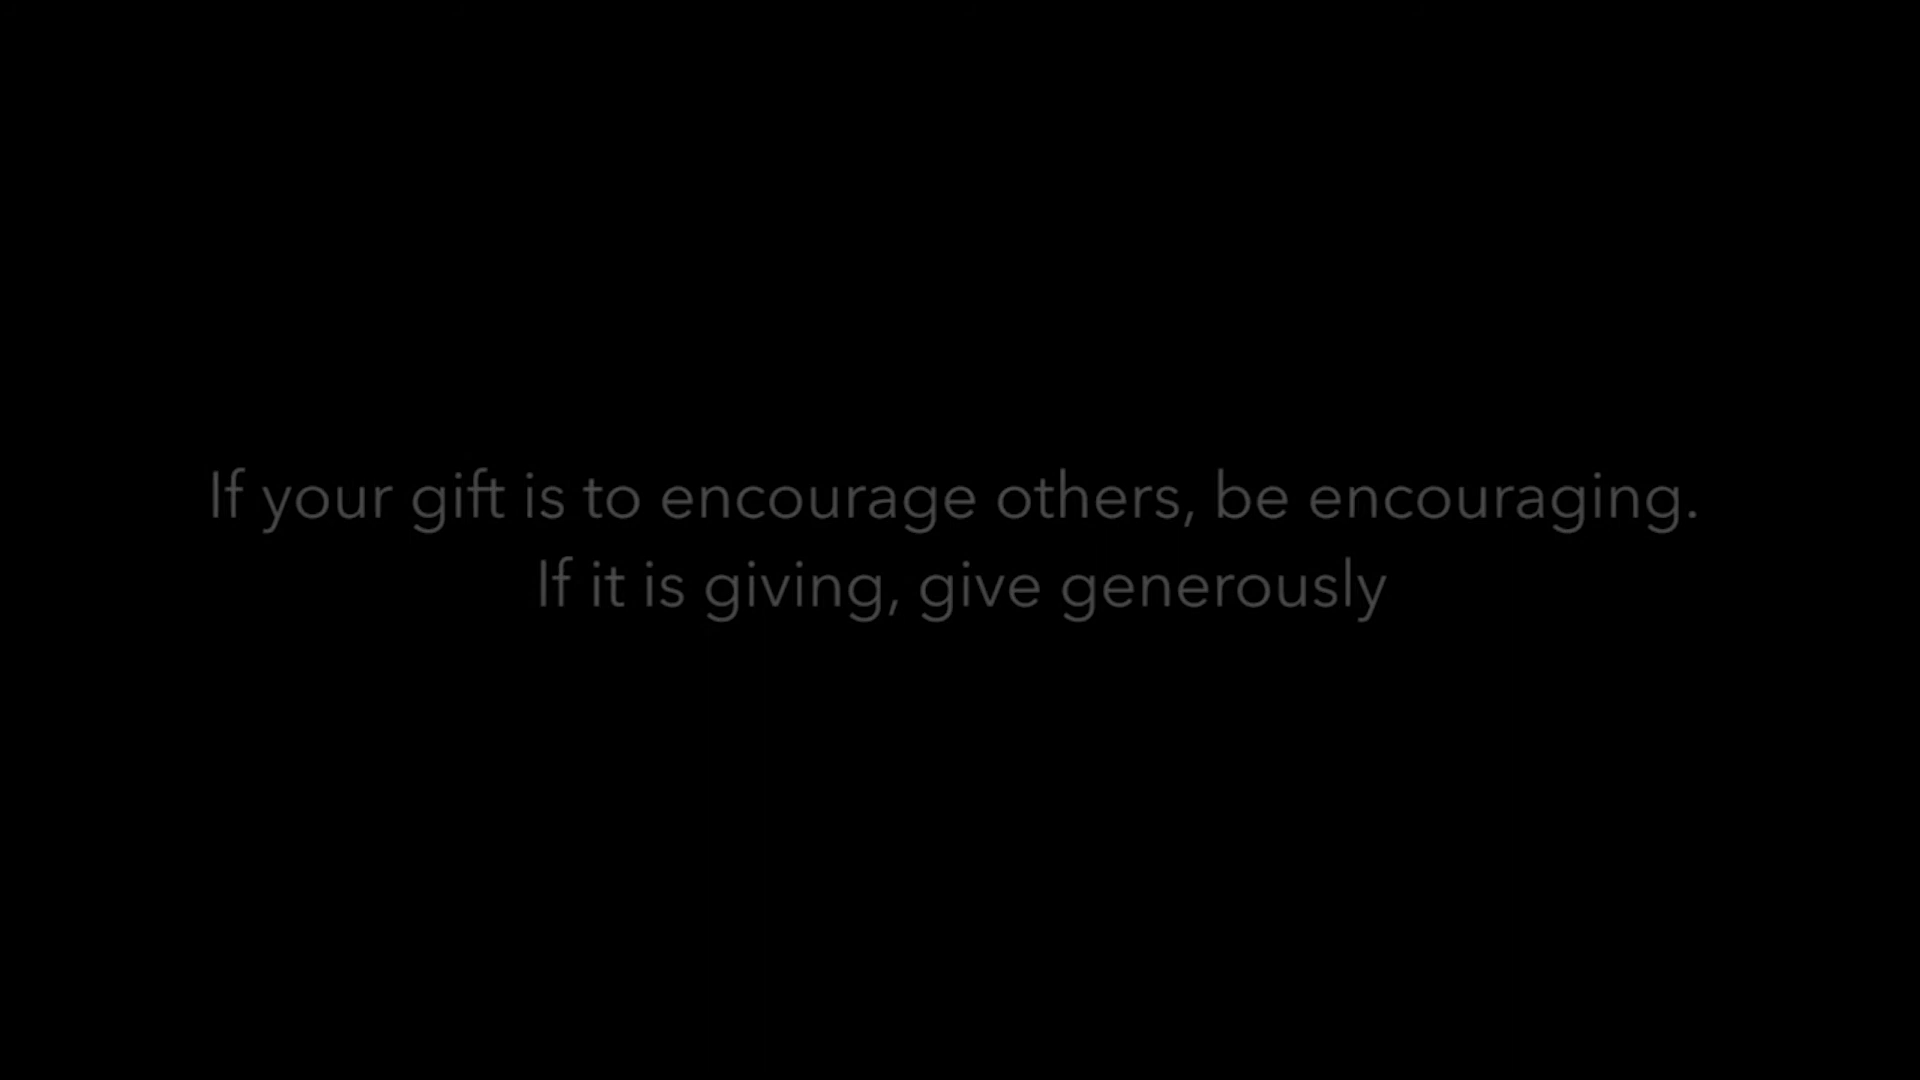 If your gift is to encourage others, be encouraging.
If it is giving, give generously